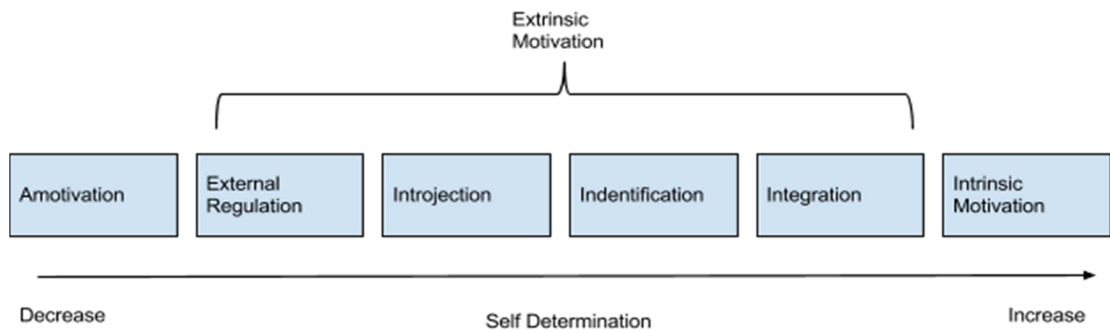 Extrinsic
Motivation
Amotivation
External
Regulation
Introjection
Indentification
Integration
Intrinsic
Motivation
Decrease
Self Determination
Increase